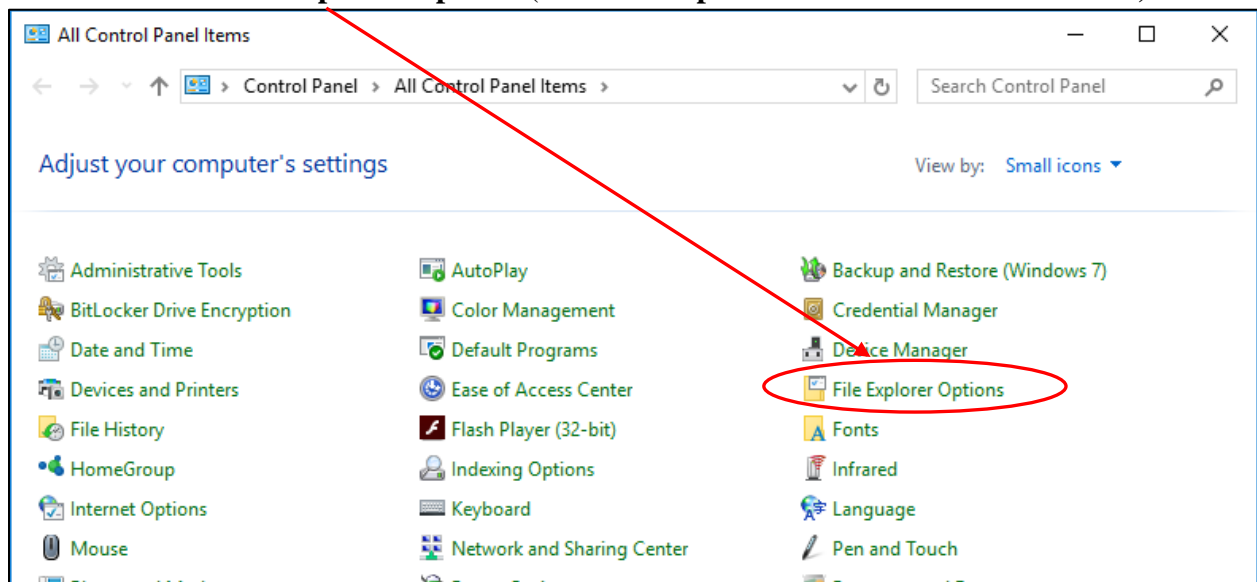 All Control Panel Items
Control Panel > All Control Panel Items >
Search Control Panel
Adjust your computer's settings
View by: Small icons
Administrative Tools AutoPlay Backup and Restore (Windows 7)
BitLocker Drive Encryption Color Management Credential Manager
Date and Time Default Programs Device Manager
Devices and Printers Ease of Access Center File Explorer Options
File History Flash Player (32-bit) Fonts
HomeGroup Indexing Options Infrared
Internet Options Keyboard Language
Mouse Network and Sharing Center Pen and Touch